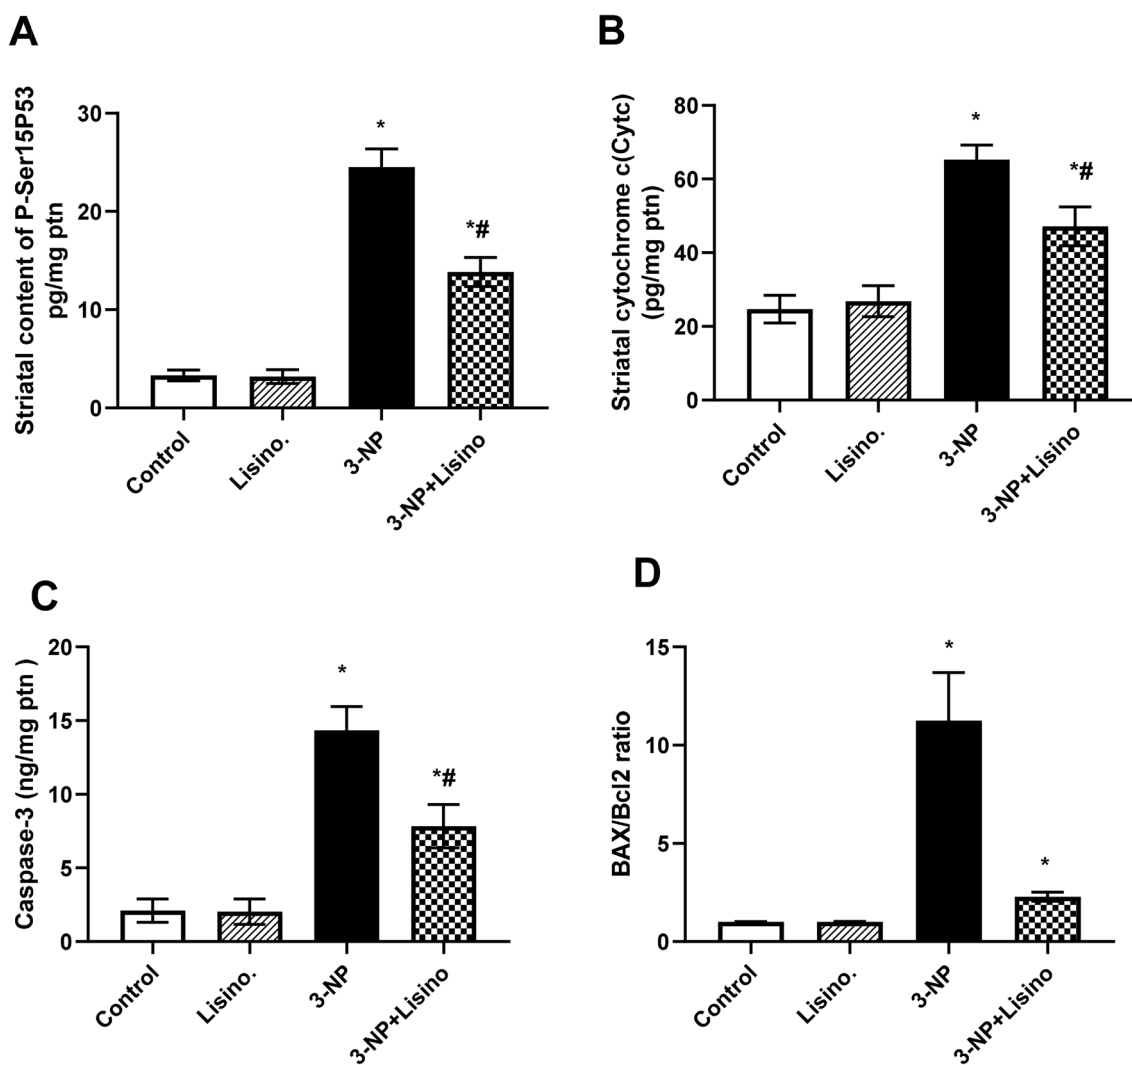 A
Striatal content of P-Ser15P53
pg/mg ptn
30
20
10
0
*
*#
Control
Lisino.
3-NP
3-NP+Lisino
B
Striatal cytochrome c(Cytc)
(pg/mg ptn)
80
60
40
20
0
*
*#
Control
Lisino.
3-NP
3-NP+Lisino
C
Caspase-3 (ng/mg ptn )
20
15
10
5
0
*
*#
Control
Lisino.
3-NP
3-NP+Lisino
D
BAX/Bcl2 ratio
15
10
5
0
*
*
Control
Lisino.
3-NP
3-NP+Lisino